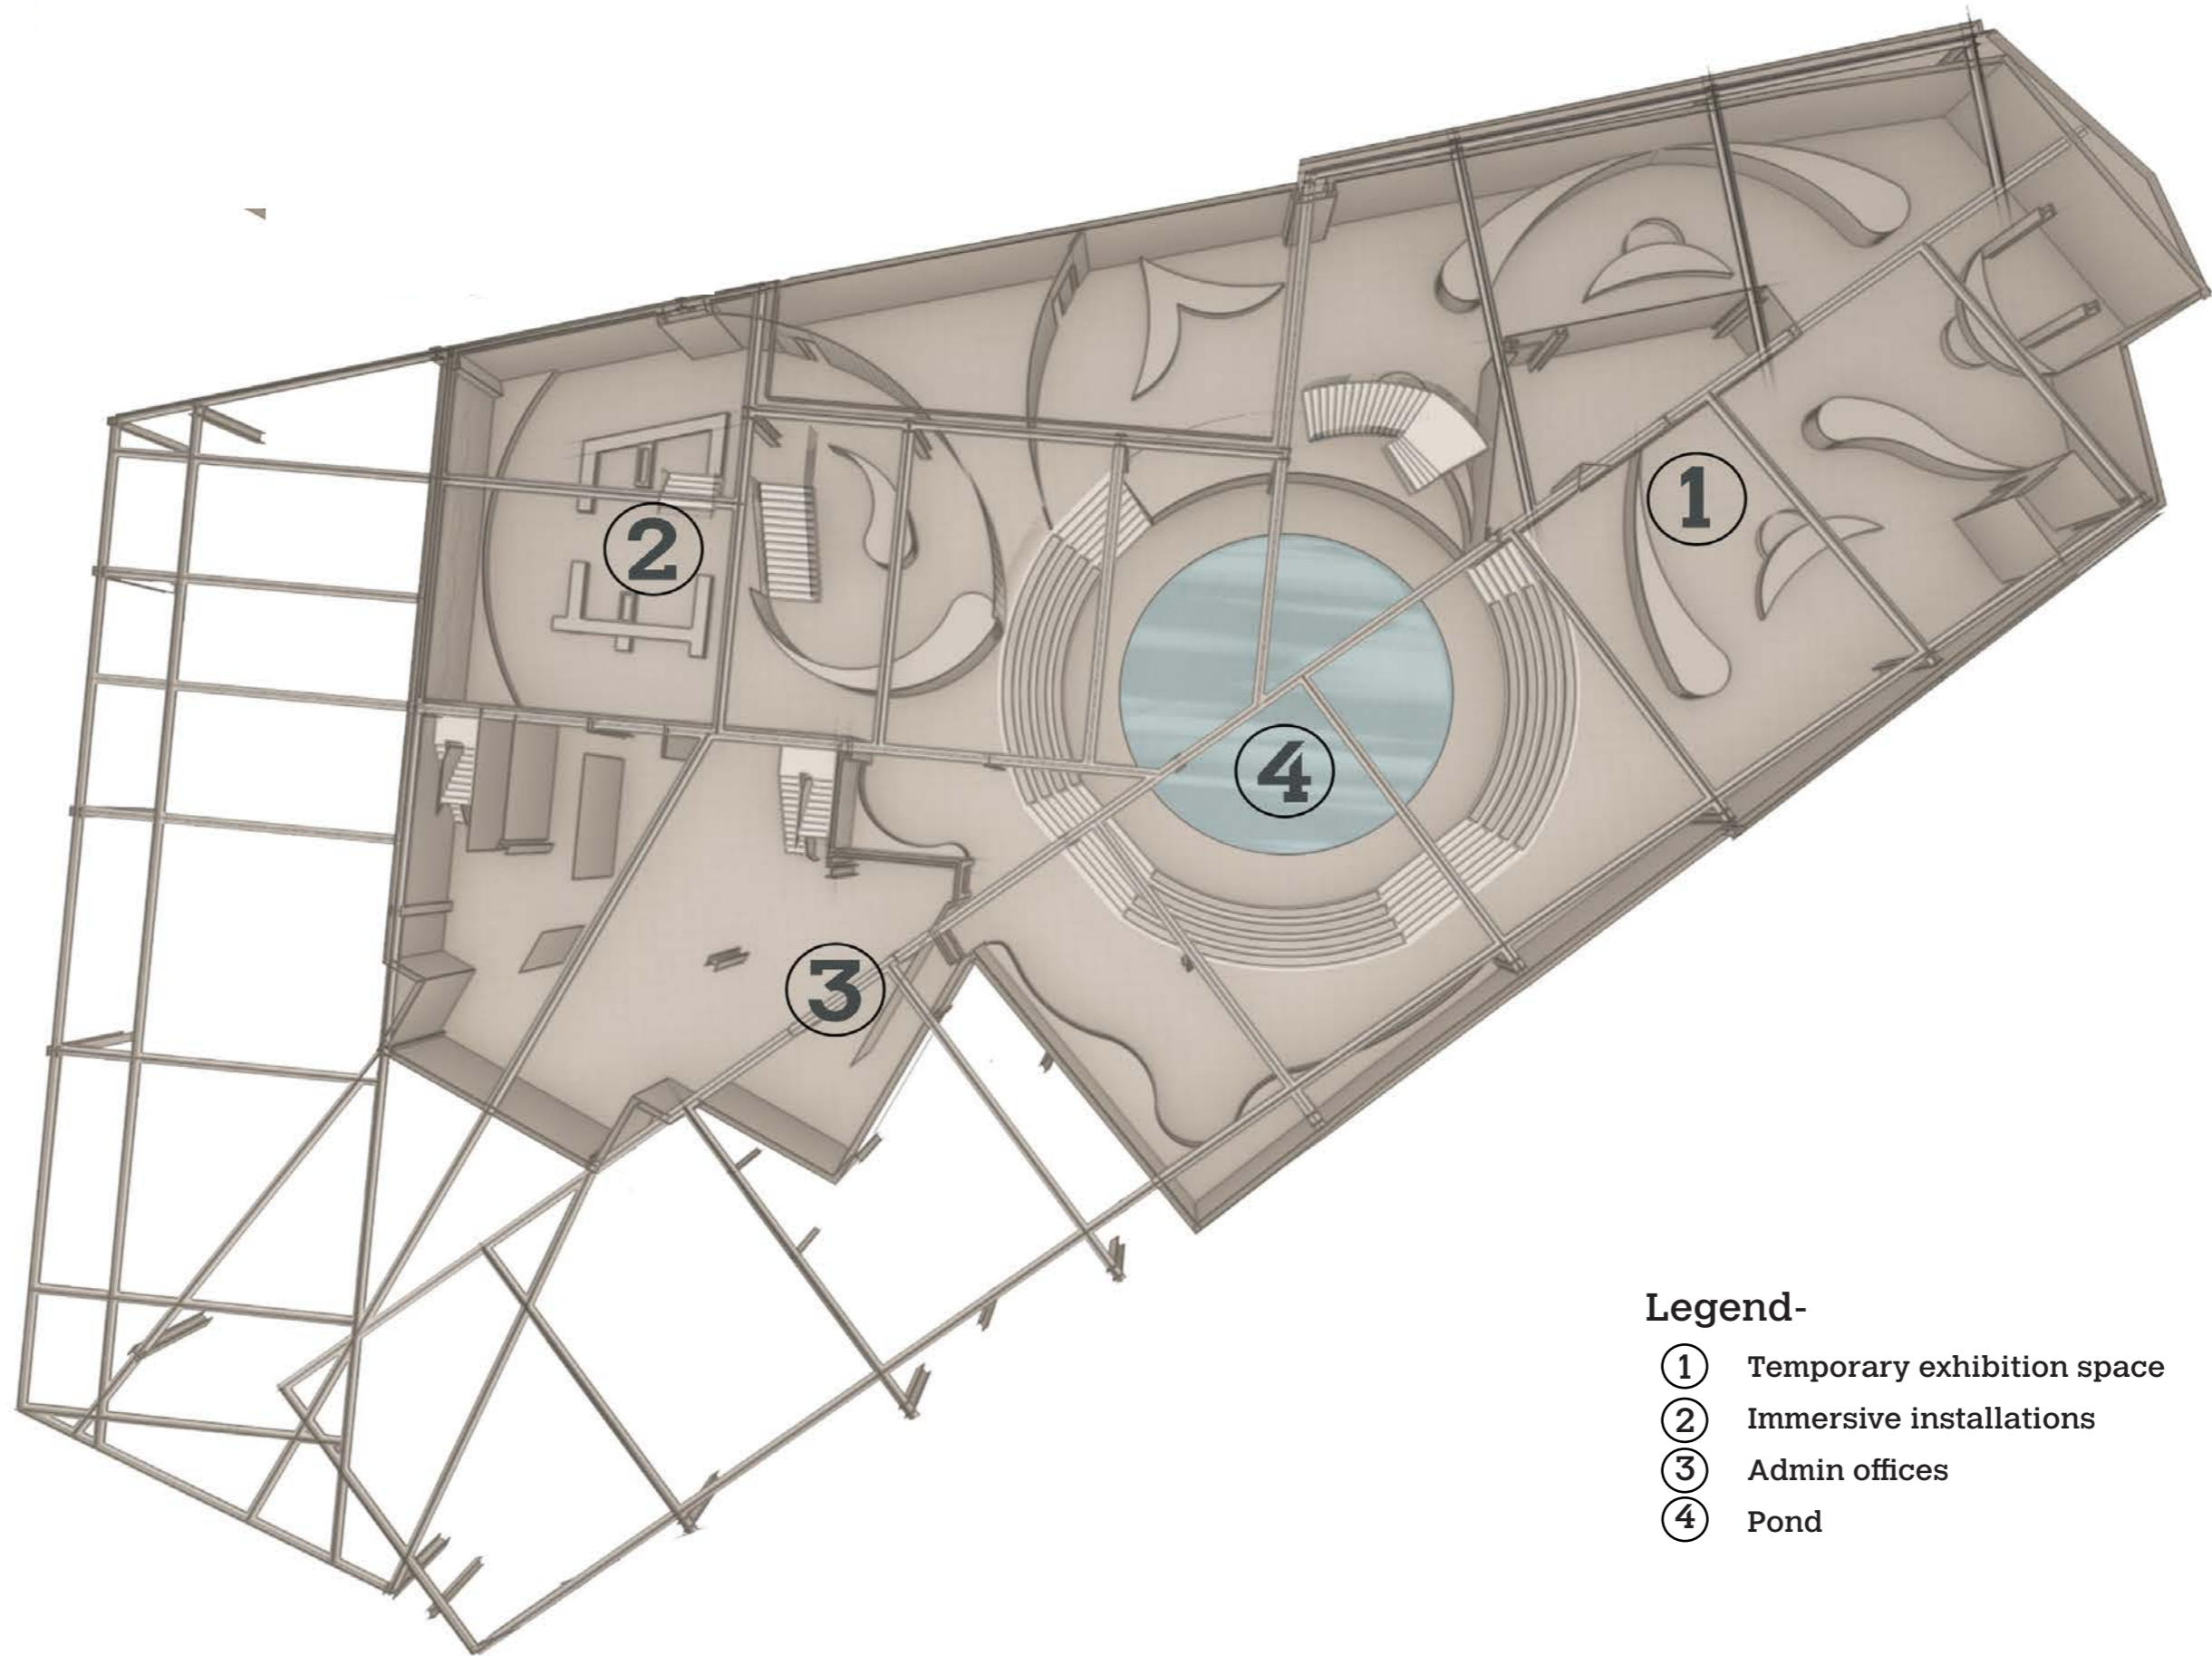 1
2
4
3
Legend-
1 Temporary exhibition space
2 Immersive installations
3 Admin offices
4 Pond